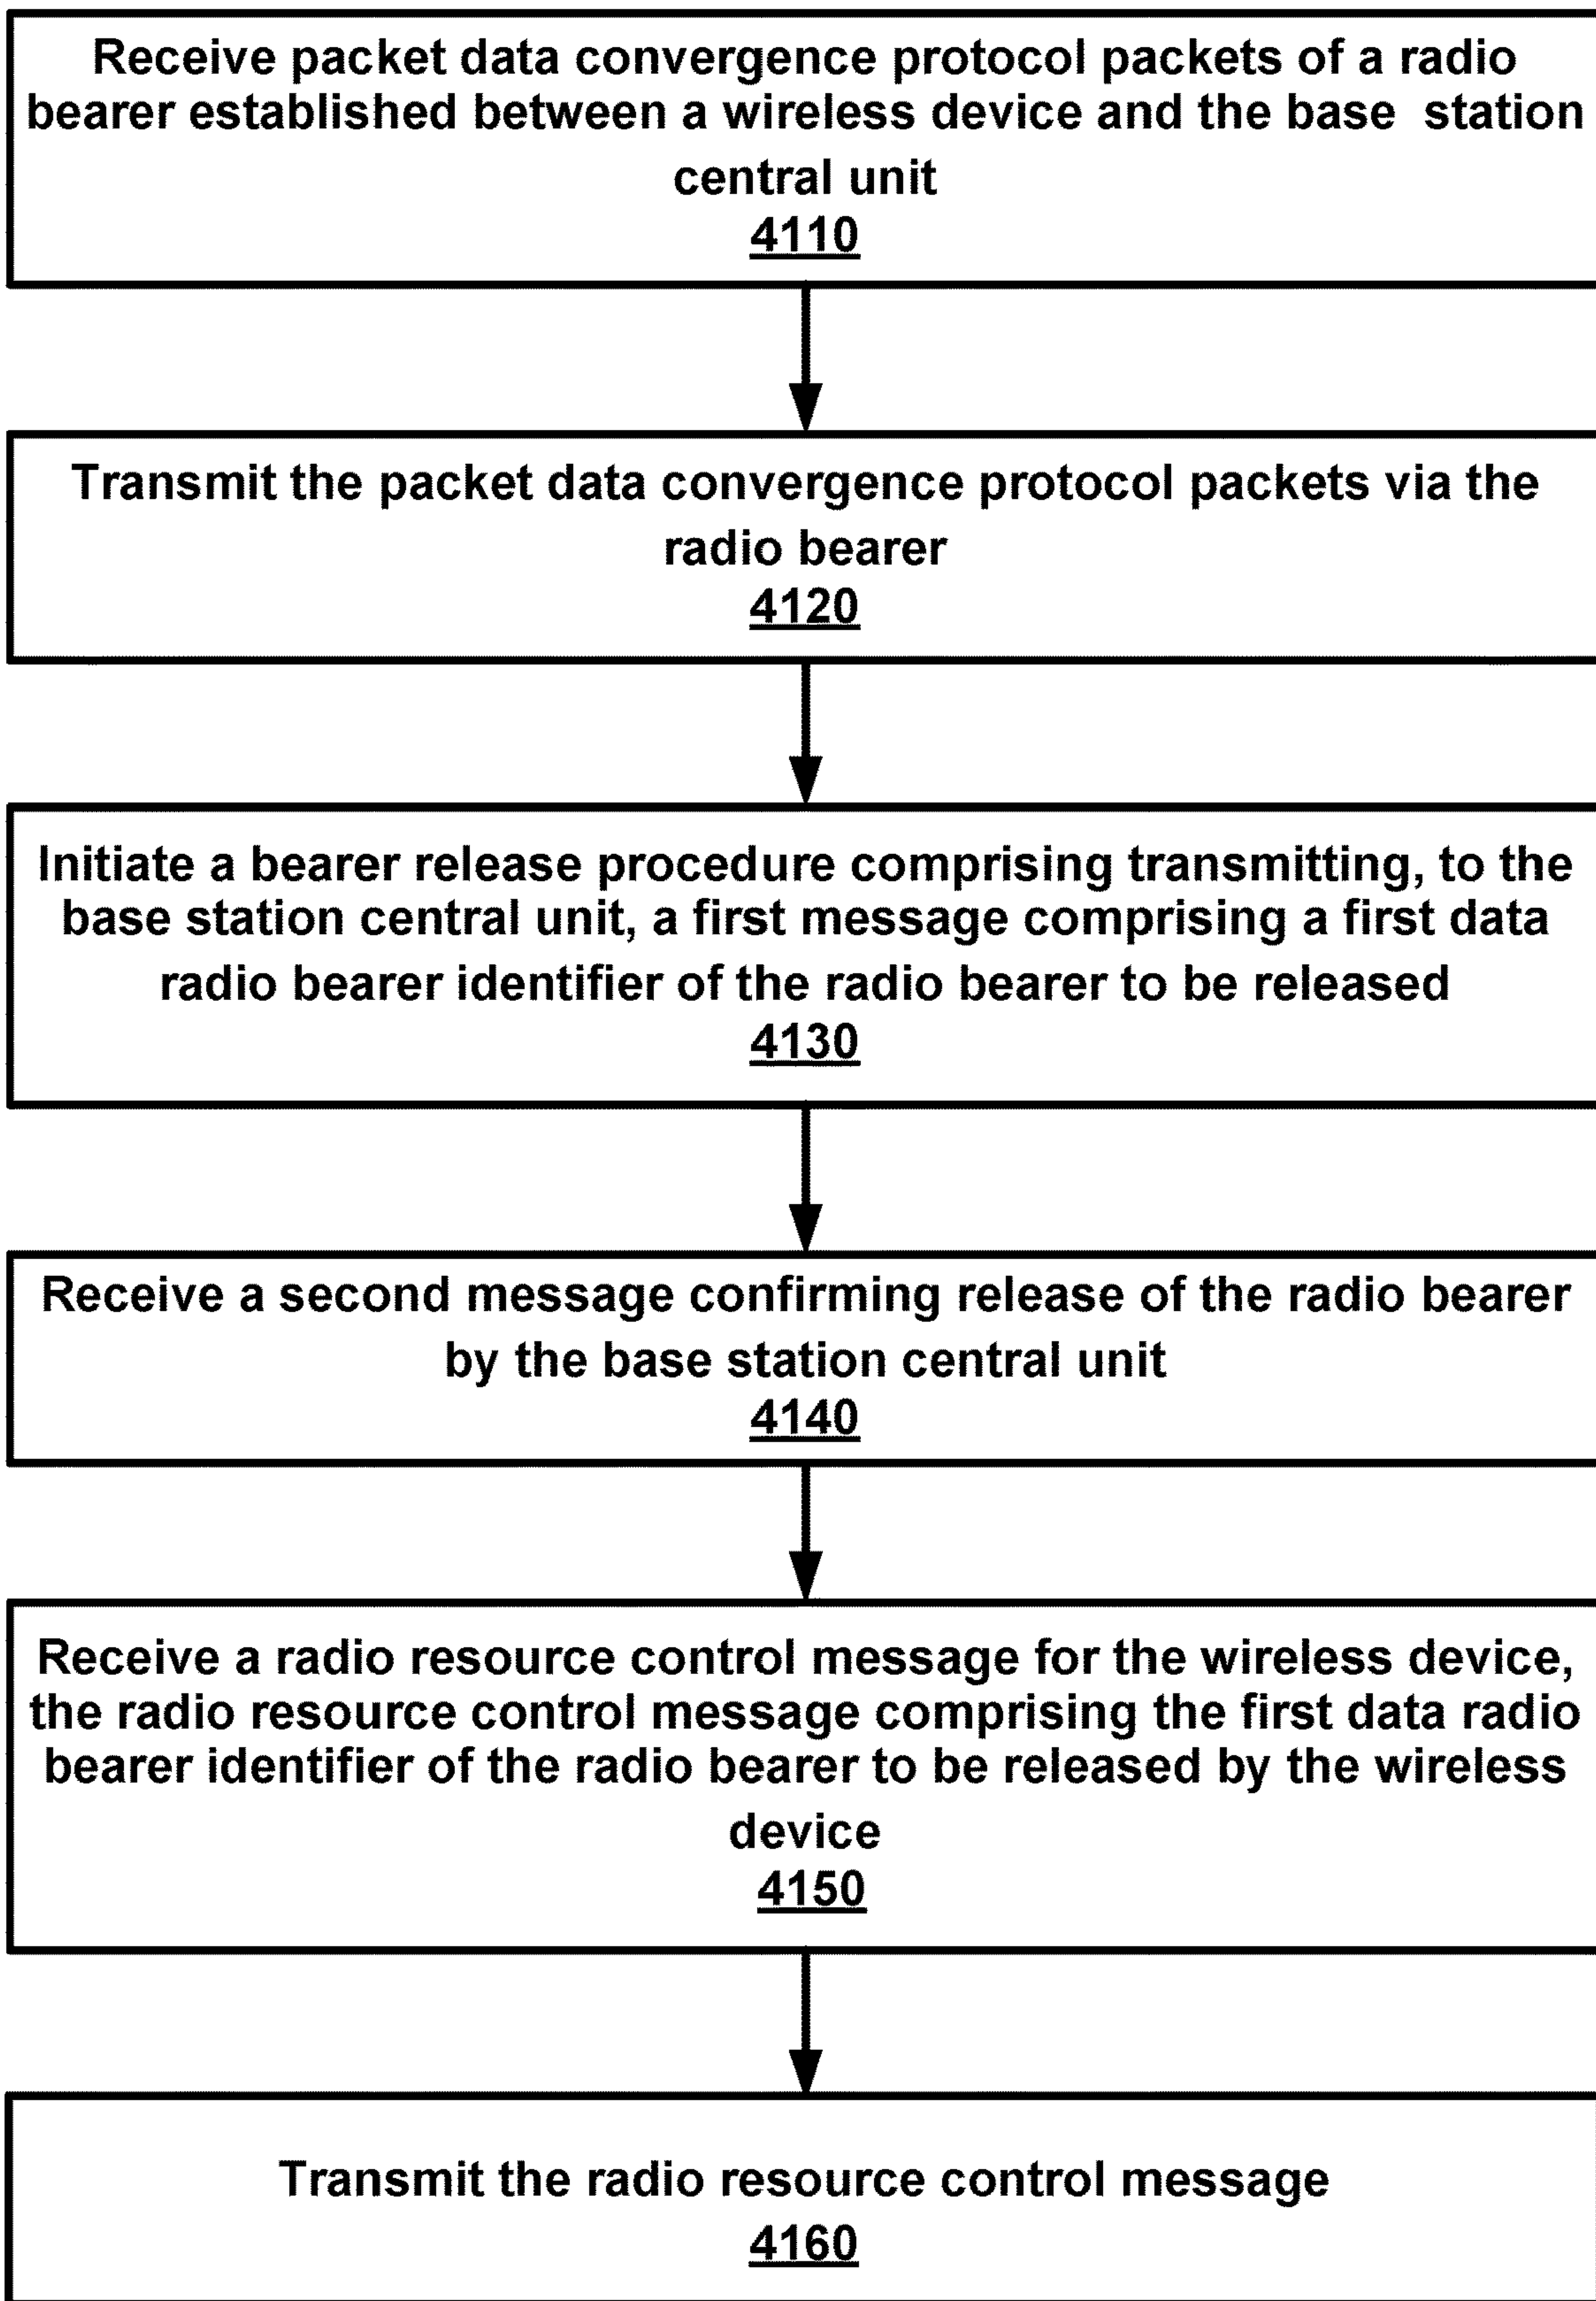 Receive packet data convergence protocol packets of a radio
bearer established between a wireless device and the base station
central unit
4110
Transmit the packet data convergence protocol packets via the
radio bearer
4120
Initiate a bearer release procedure comprising transmitting, to the
base station central unit, a first message comprising a first data
radio bearer identifier of the radio bearer to be released
4130
Receive a second message confirming release of the radio bearer
by the base station central unit
4140
Receive a radio resource control message for the wireless device,
the radio resource control message comprising the first data radio
bearer identifier of the radio bearer to be released by the wireless
device
4150
Transmit the radio resource control message
4160